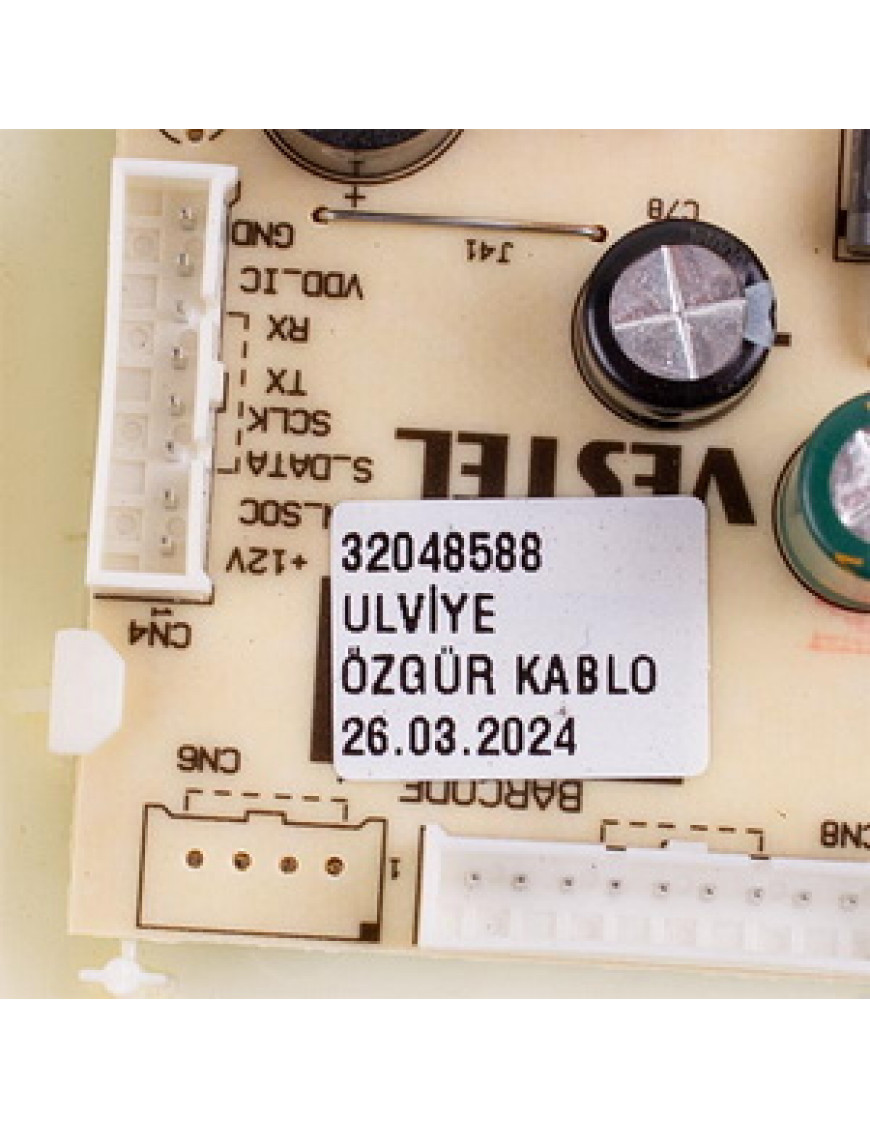 C78
J41
GND
VDD_IC
RX
TX
SCLK
S_DATA
+12V
CN4
VESTEL
32048588
ULVİYE
ÖZGÜR KABLO
26.03.2024
BARCODE
CN6
1
CN8